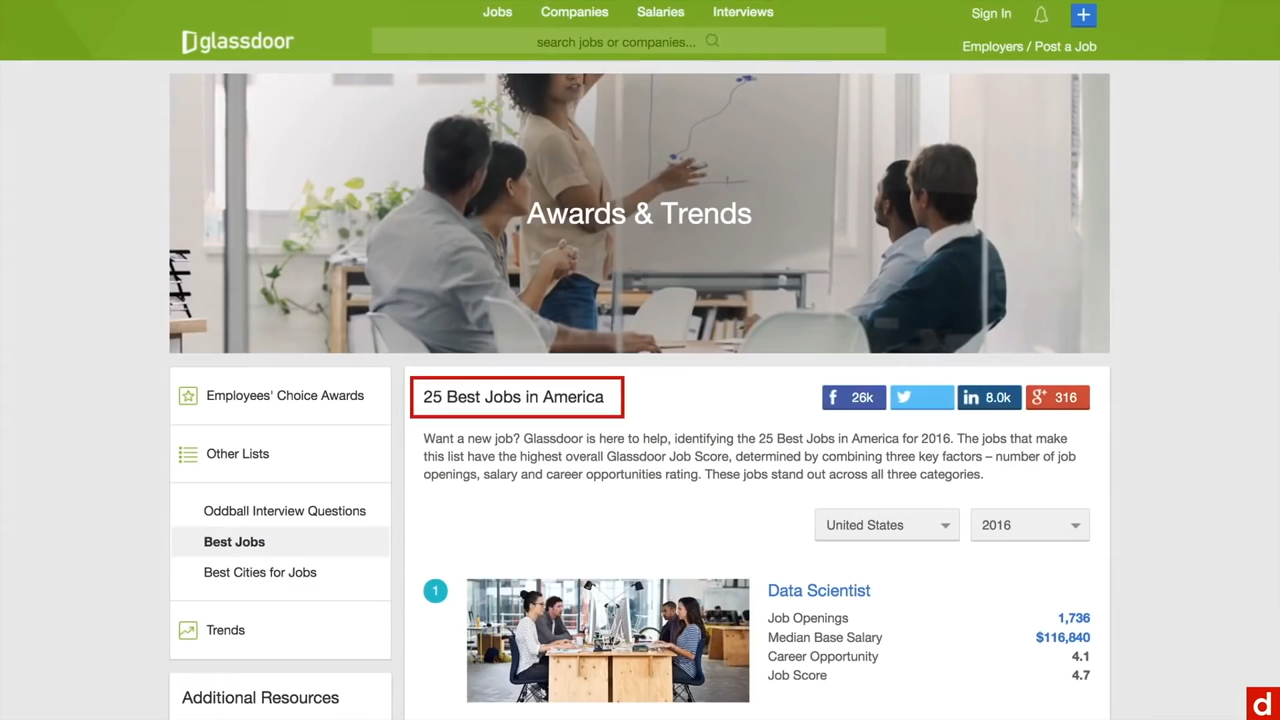 Jobs Companies Salaries Interviews
Sign In
glassdoor
search jobs or companies...
Employers / Post a Job
Awards & Trends
Employees' Choice Awards
Other Lists
Oddball Interview Questions
Best Jobs
Best Cities for Jobs
Trends
Additional Resources
25 Best Jobs in America
26k
8.0k
316
Want a new job? Glassdoor is here to help, identifying the 25 Best Jobs in America for 2016. The jobs that make
this list have the highest overall Glassdoor Job Score, determined by combining three key factors – number of job
openings, salary and career opportunities rating. These jobs stand out across all three categories.
United States
2016
1
Data Scientist
Job Openings 1,736
Median Base Salary $116,840
Career Opportunity 4.1
Job Score 4.7
d